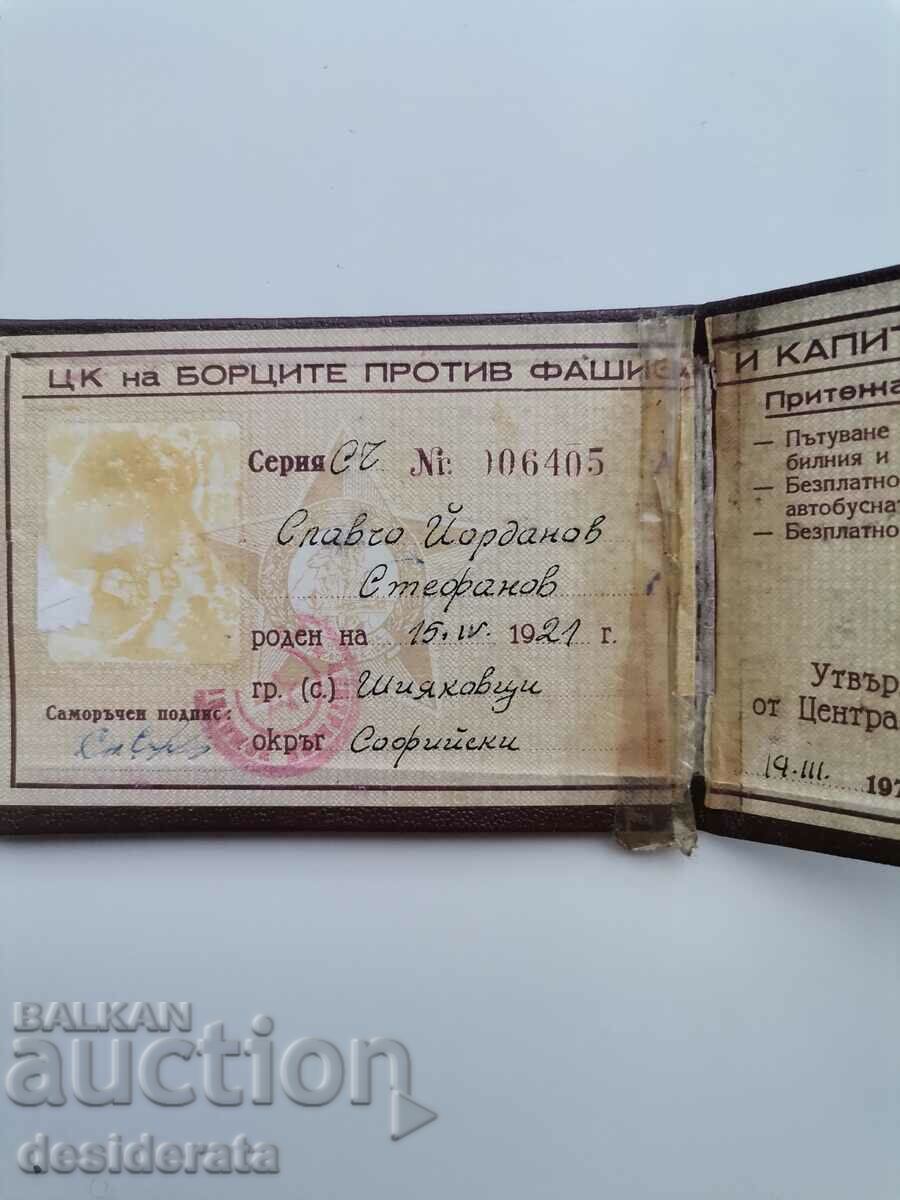 ЦК на БОРЦИТЕ ПРОТИВ ФАШИ
Серия СЧ № 006405
Славчо Йорданов
Стефанов
роден на 15.IV. 1921 г.
гр. (с.) Шияковци
Саморъчен подпис:
окръг Софийски
И КАПИТ
Притежа
— Пътуване
билния и
— Безплатно
автобуснат
— Безплатно
Утвър
от Центра
14.III. 197
BALKAN
auction
desiderata